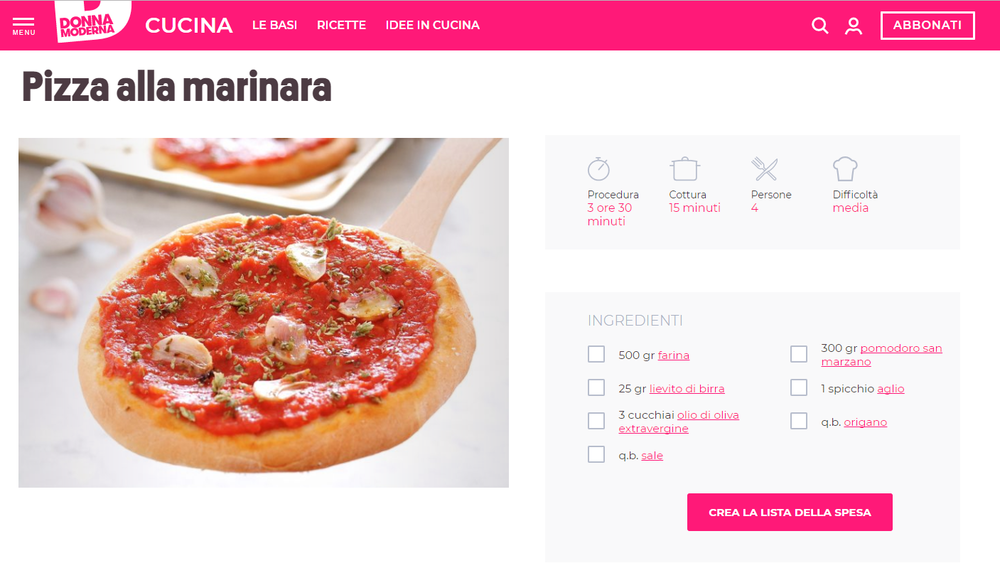 MENU
DONNA
MODERNA
CUCINA LE BASI RICETTE IDEE IN CUCINA ABBONATI
Pizza alla marinara
Procedura
3 ore 30
minuti
Cottura
15 minuti
Persone
4
Difficoltà
media
INGREDIENTI
500 gr farina
25 gr lievito di birra
3 cucchiai olio di oliva
extravergine
q.b. sale
300 gr pomodoro san
marzano
1 spicchio aglio
q.b. origano
CREA LA LISTA DELLA SPESA